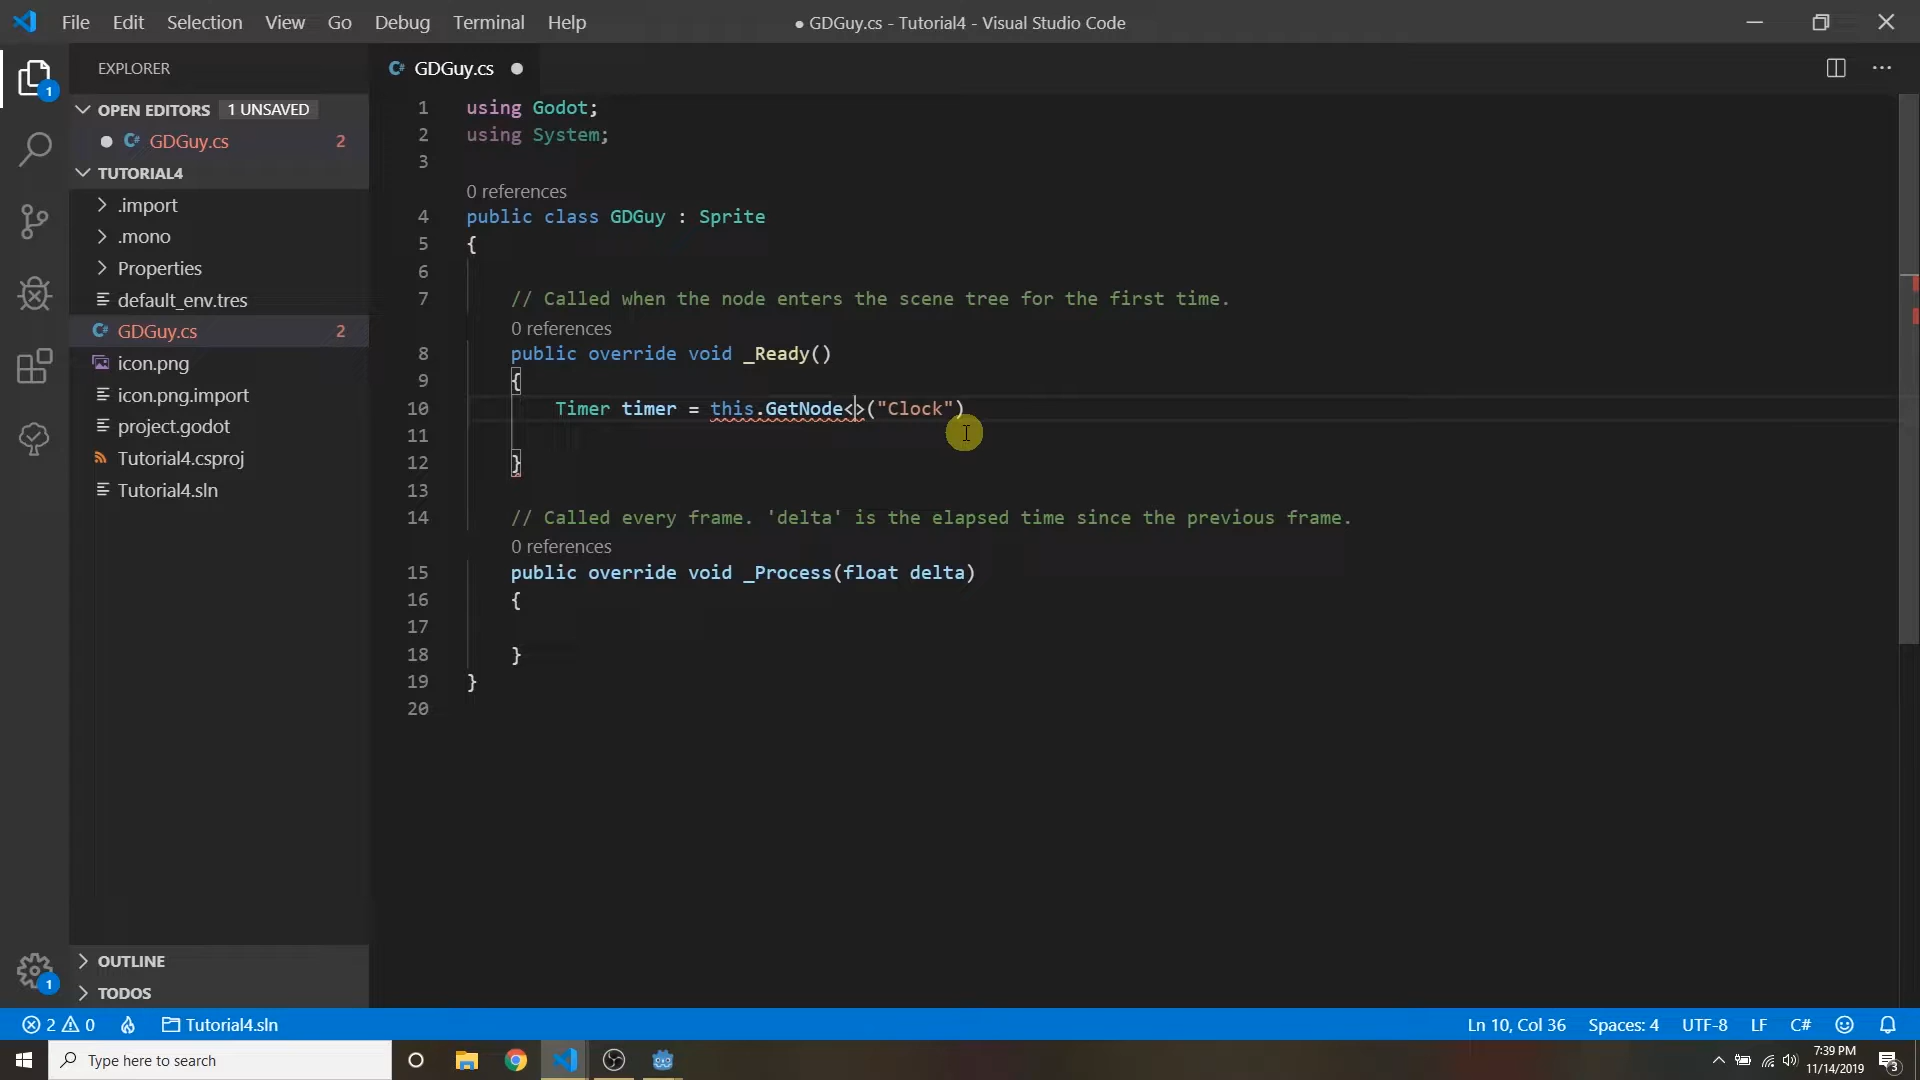 File Edit Selection View Go Debug Terminal Help
● GDGuy.cs - Tutorial4 - Visual Studio Code
EXPLORER
OPEN EDITORS 1 UNSAVED
GDGuy.cs 2
TUTORIAL4
.import
.mono
Properties
default_env.tres
GDGuy.cs 2
icon.png
icon.png.import
project.godot
Tutorial4.csproj
Tutorial4.sln
OUTLINE
TODOS
1
1
GDGuy.cs ●
1 using Godot;
2 using System;
3
0 references
4 public class GDGuy : Sprite
5 {
6
7 // Called when the node enters the scene tree for the first time.
0 references
8 public override void _Ready()
9 {
10 Timer timer = this.GetNode<>("Clock")
11
12 }
13
14 // Called every frame. 'delta' is the elapsed time since the previous frame.
0 references
15 public override void _Process(float delta)
16 {
17
18 }
19 }
20
2 0 Tutorial4.sln
Ln 10, Col 36 Spaces: 4 UTF-8 LF C#
Type here to search
7:39 PM
11/14/2019
3